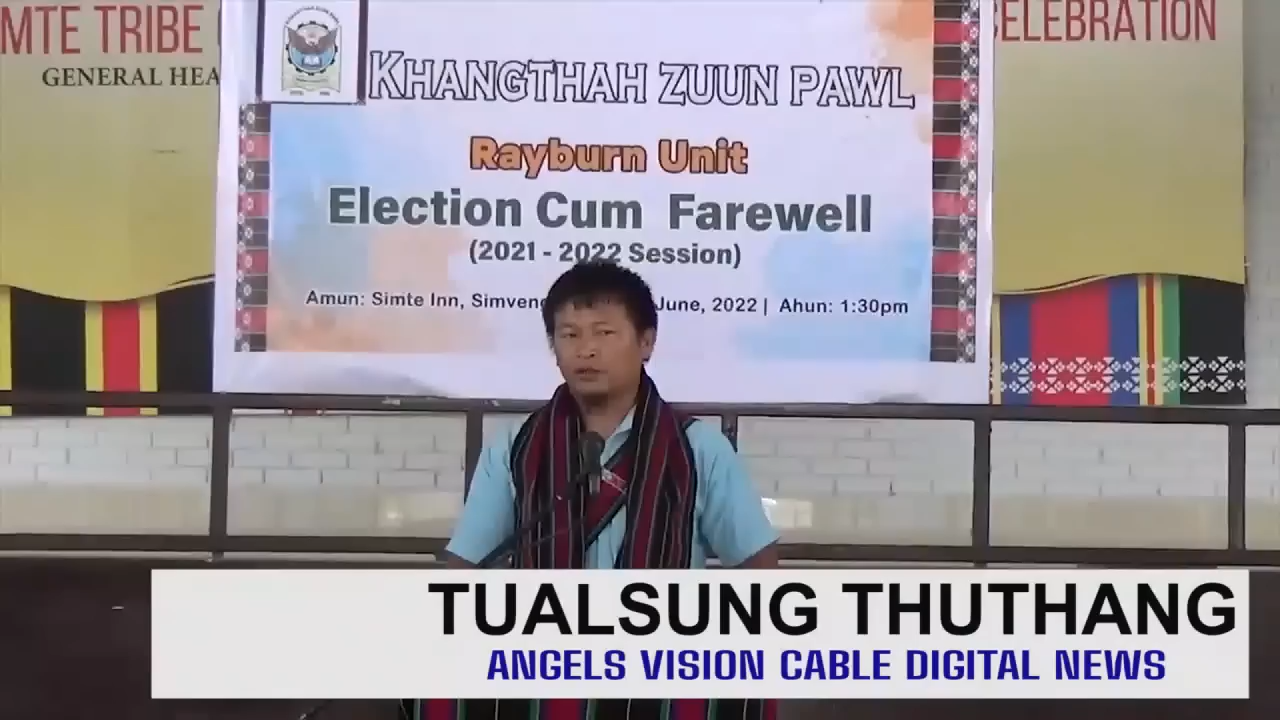 MTE TRIBE
CELEBRATION
GENERAL HEA
KHANGTHAH ZUUN PAWL
Rayburn Unit
Election Cum Farewell
(2021 - 2022 Session)
Amun: Simte Inn, Simveng June, 2022 | Ahun: 1:30pm
TUALSUNG THUTHANG
ANGELS VISION CABLE DIGITAL NEWS